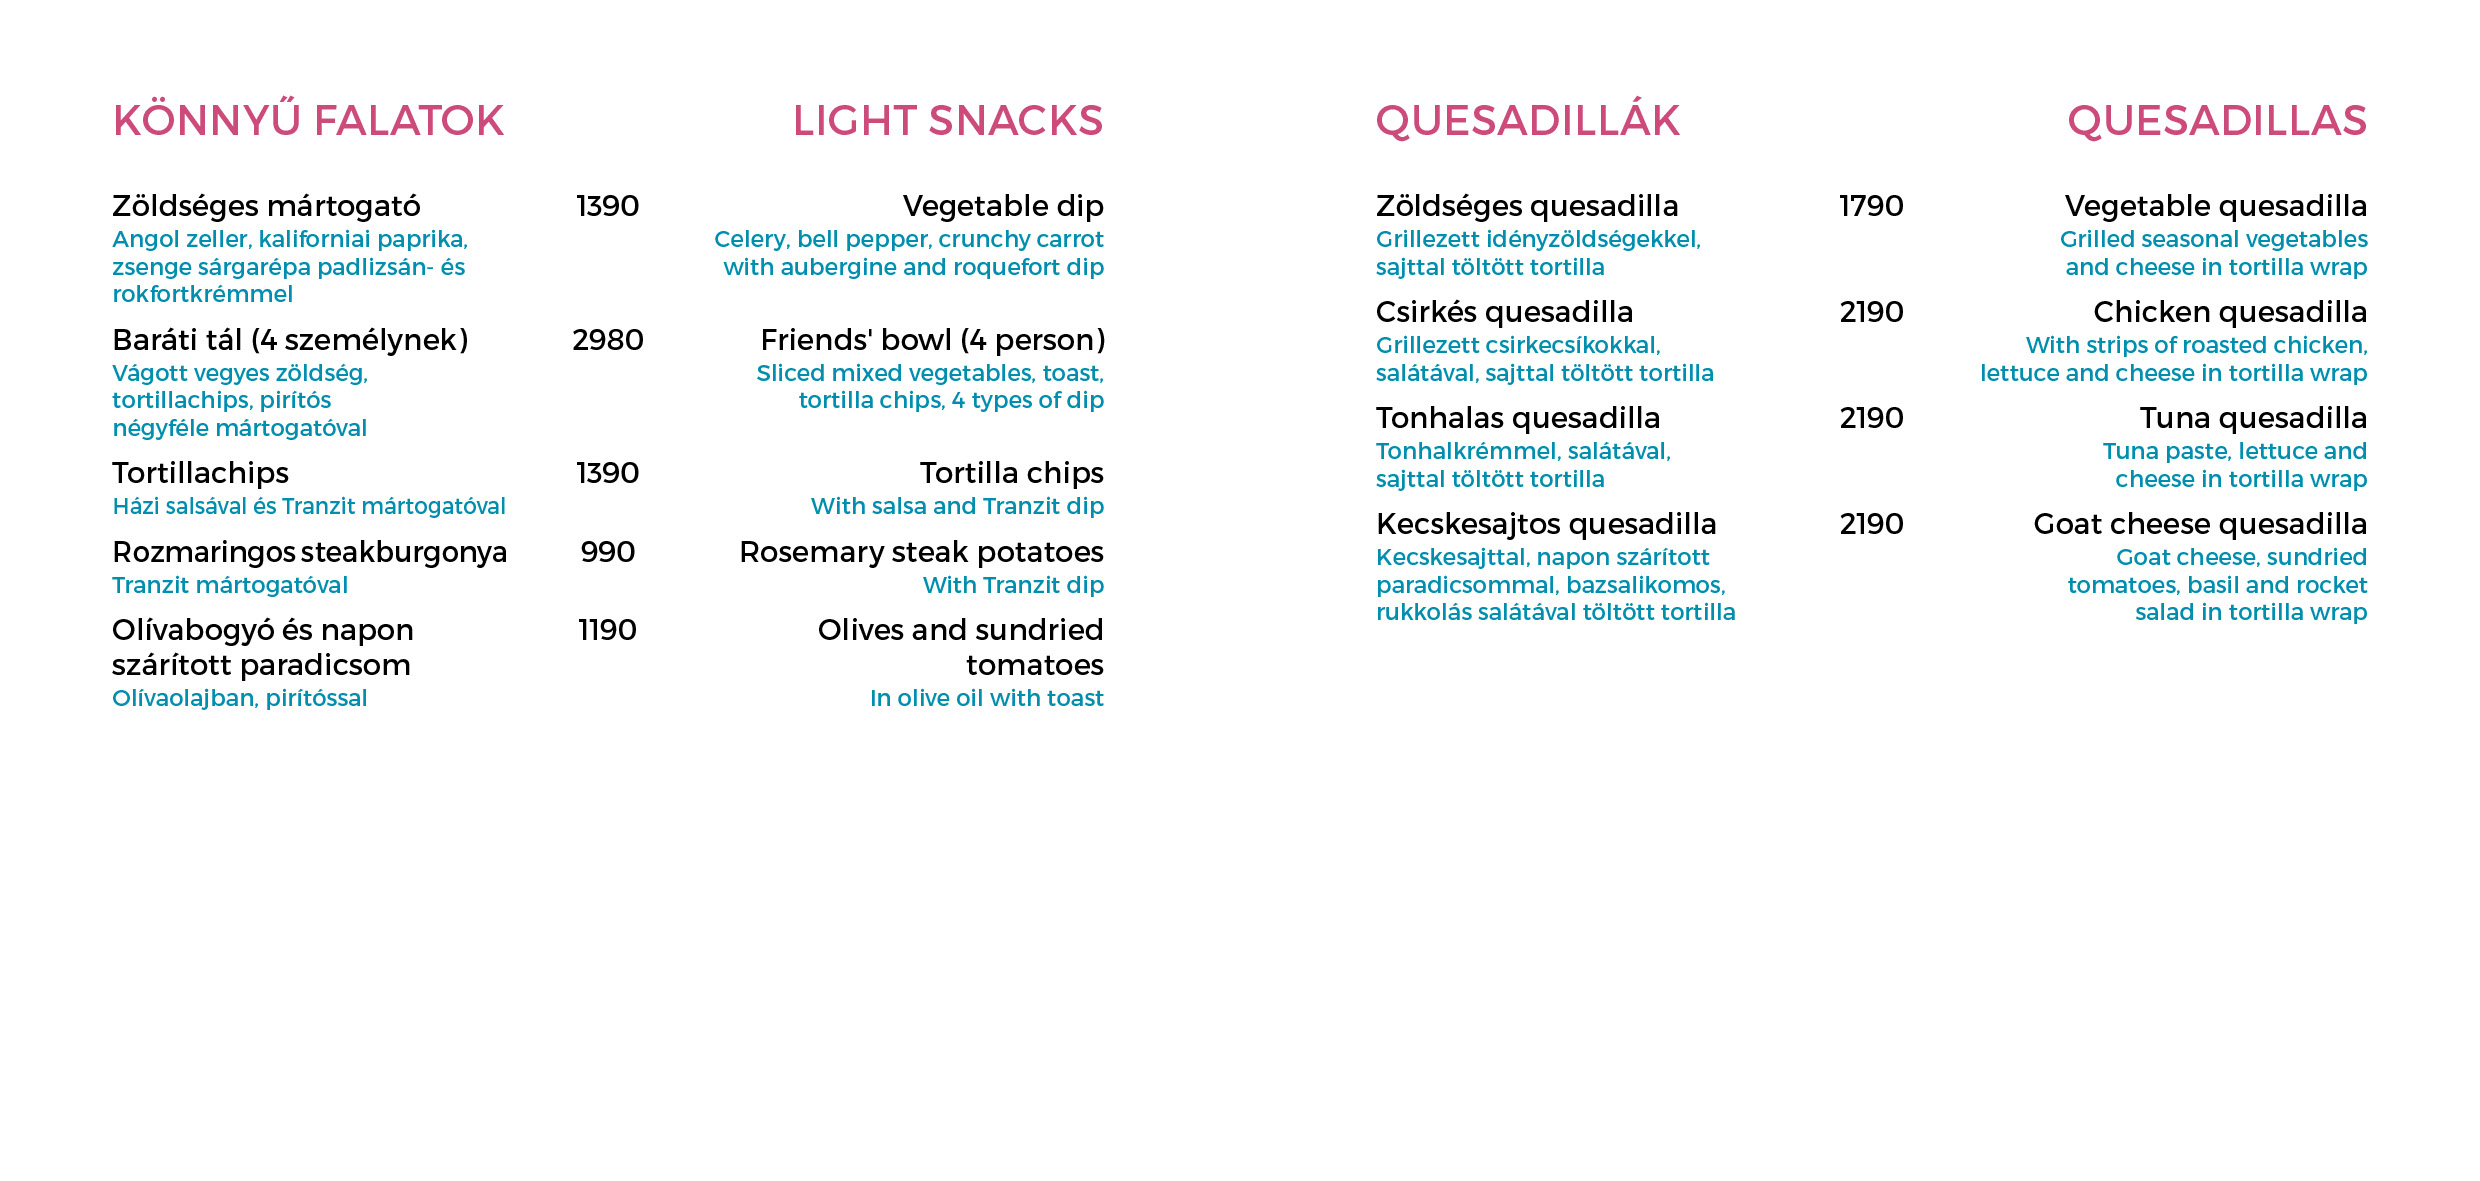 KÖNNYŰ FALATOK
LIGHT SNACKS
Zöldséges mártogató 1390 Vegetable dip
Angol zeller, kaliforniai paprika, Celery, bell pepper, crunchy carrot
zsenge sárgarépa padlizsán- és with aubergine and roquefort dip
rokfortkrémmel
Baráti tál (4 személynek) 2980 Friends' bowl (4 person)
Vágott vegyes zöldség, Sliced mixed vegetables, toast,
tortillachips, pirítós tortilla chips, 4 types of dip
négyféle mártogatóval
Tortillachips 1390 Tortilla chips
Házi salsával és Tranzit mártogatóval With salsa and Tranzit dip
Rozmaringos steakburgonya 990 Rosemary steak potatoes
Tranzit mártogatóval With Tranzit dip
Olívabogyó és napon 1190 Olives and sundried
szárított paradicsom tomatoes
Olívaolajban, pirítóssal In olive oil with toast
QUESADILLÁK
QUESADILLAS
Zöldséges quesadilla 1790 Vegetable quesadilla
Grillezett idényzöldségekkel, Grilled seasonal vegetables
sajttal töltött tortilla and cheese in tortilla wrap
Csirkés quesadilla 2190 Chicken quesadilla
Grillezett csirkecsíkokkal, With strips of roasted chicken,
salátával, sajttal töltött tortilla lettuce and cheese in tortilla wrap
Tonhalas quesadilla 2190 Tuna quesadilla
Tonhalkrémmel, salátával, Tuna paste, lettuce and
sajttal töltött tortilla cheese in tortilla wrap
Kecskesajtos quesadilla 2190 Goat cheese quesadilla
Kecskesajttal, napon szárított Goat cheese, sundried
paradicsommal, bazsalikomos, tomatoes, basil and rocket
rukkolás salátával töltött tortilla salad in tortilla wrap